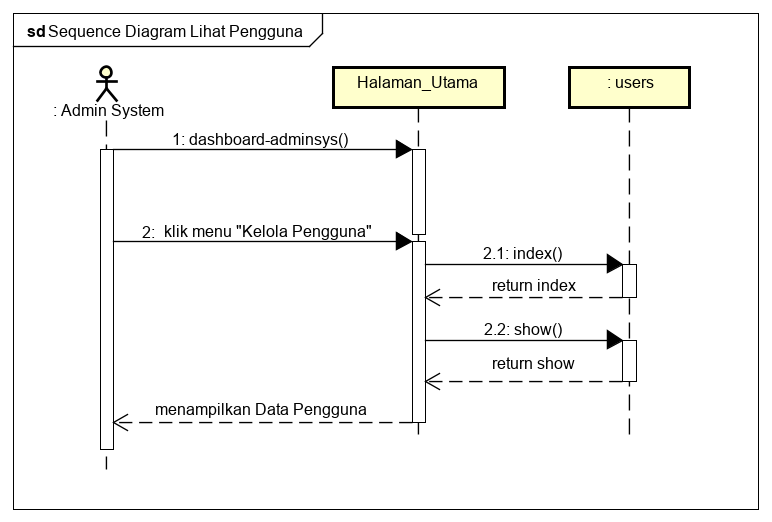 sd Sequence Diagram Lihat Pengguna
: Admin System
Halaman_Utama
: users
1: dashboard-adminsys()
2:  klik menu "Kelola Pengguna"
2.1: index()
return index
2.2: show()
return show
menampilkan Data Pengguna